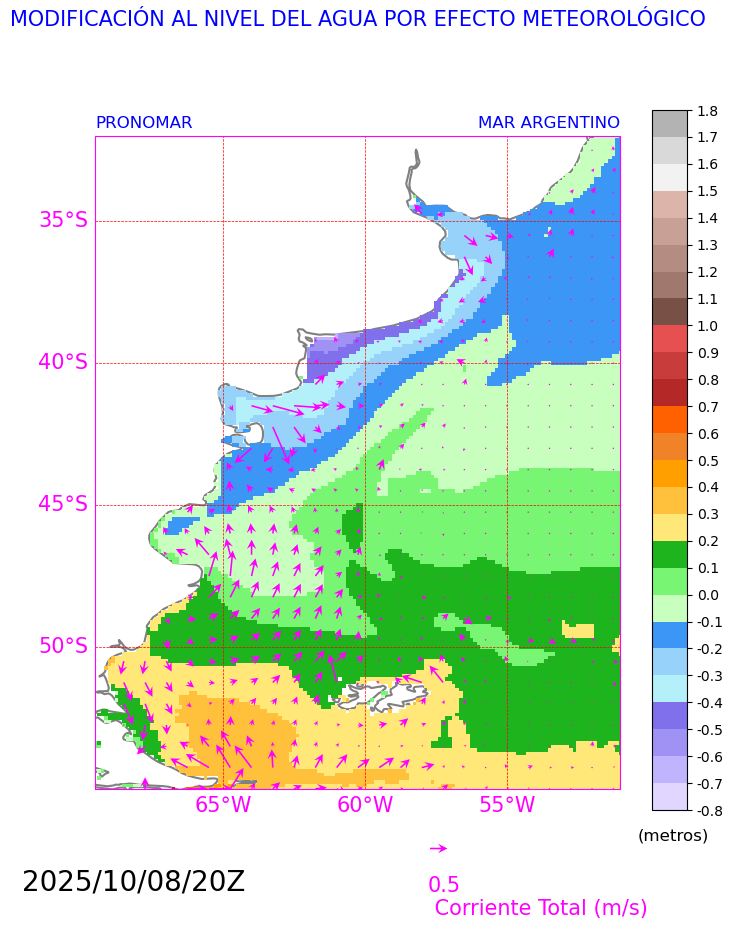 MODIFICACIÓN AL NIVEL DEL AGUA POR EFECTO METEOROLÓGICO
PRONOMAR
MAR ARGENTINO
35°S
40°S
45°S
50°S
65°W
60°W
55°W
1.8
1.7
1.6
1.5
1.4
1.3
1.2
1.1
1.0
0.9
0.8
0.7
0.6
0.5
0.4
0.3
0.2
0.1
0.0
-0.1
-0.2
-0.3
-0.4
-0.5
-0.6
-0.7
-0.8
(metros)
2025/10/08/20Z
0.5
Corriente Total (m/s)